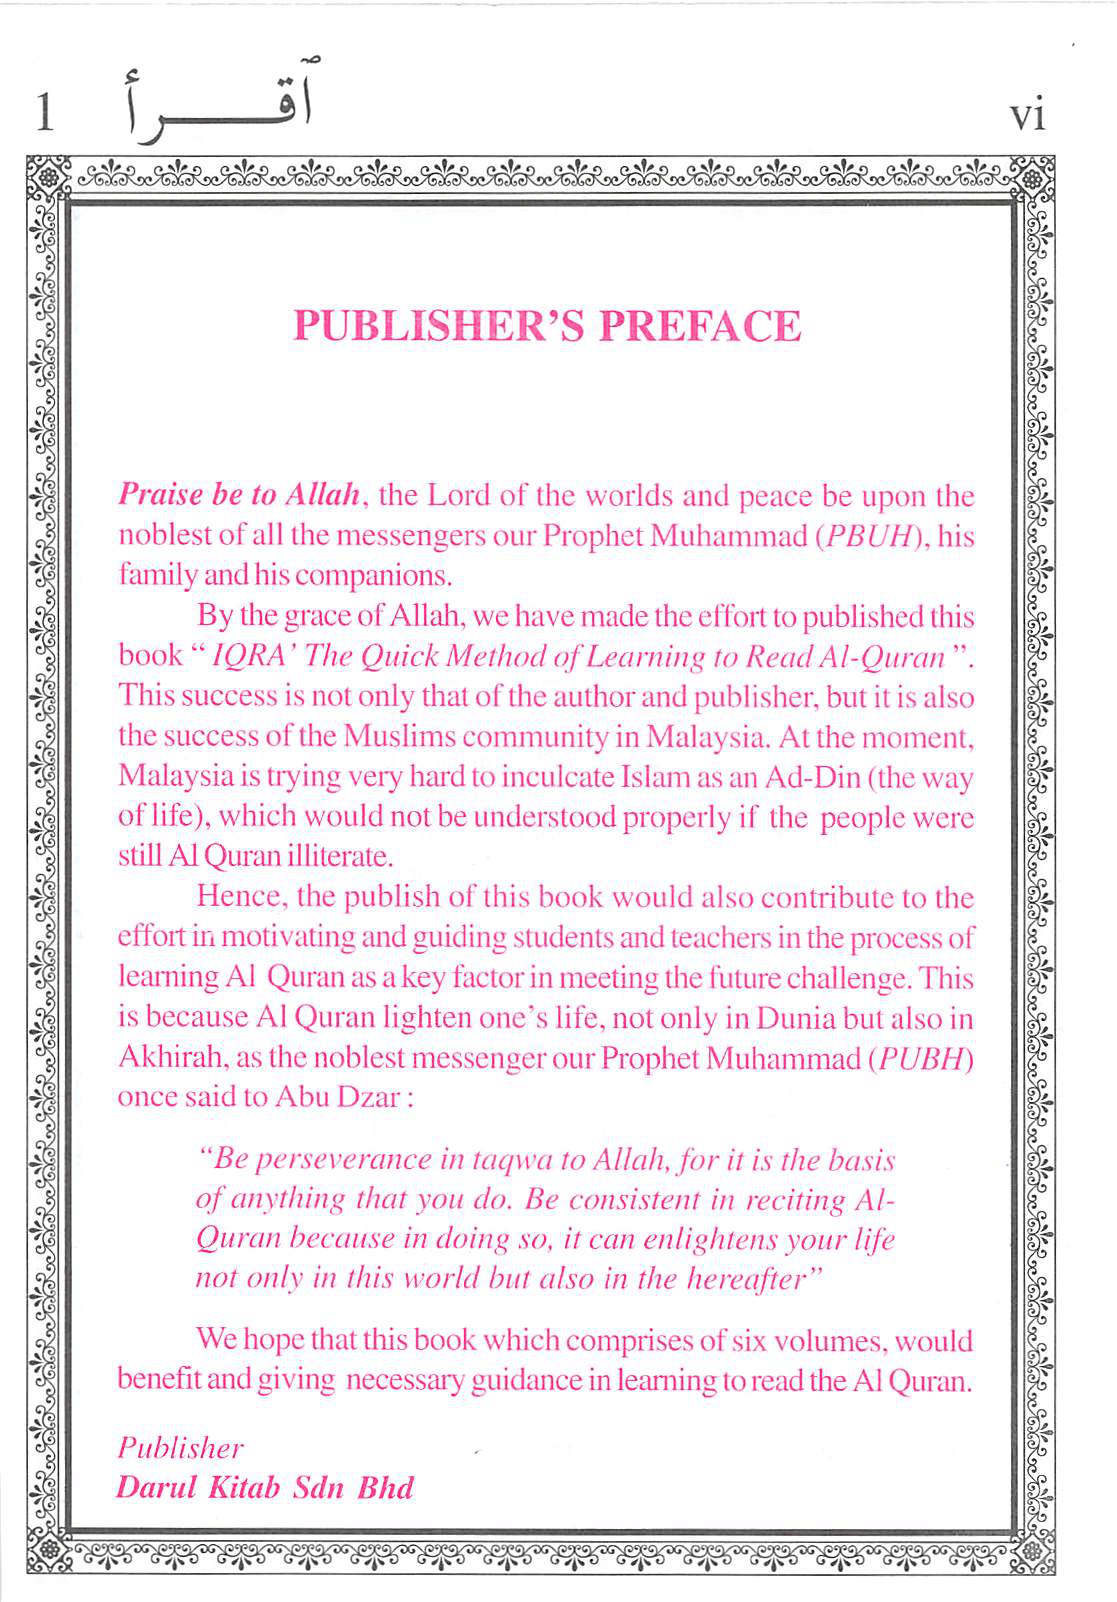 1 ٱقـــرأ vi
PUBLISHER’S PREFACE
Praise be to Allah, the Lord of the worlds and peace be upon the
noblest of all the messengers our Prophet Muhammad (PBUH), his
family and his companions.
By the grace of Allah, we have made the effort to published this
book “ IQRA’ The Quick Method of Learning to Read Al-Quran ”.
This success is not only that of the author and publisher, but it is also
the success of the Muslims community in Malaysia. At the moment,
Malaysia is trying very hard to inculcate Islam as an Ad-Din (the way
of life), which would not be understood properly if the people were
still Al Quran illiterate.
Hence, the publish of this book would also contribute to the
effort in motivating and guiding students and teachers in the process of
learning Al Quran as a key factor in meeting the future challenge. This
is because Al Quran lighten one’s life, not only in Dunia but also in
Akhirah, as the noblest messenger our Prophet Muhammad (PUBH)
once said to Abu Dzar :
“Be perseverance in taqwa to Allah, for it is the basis
of anything that you do. Be consistent in reciting Al-
Quran because in doing so, it can enlightens your life
not only in this world but also in the hereafter”
We hope that this book which comprises of six volumes, would
benefit and giving necessary guidance in learning to read the Al Quran.
Publisher
Darul Kitab Sdn Bhd